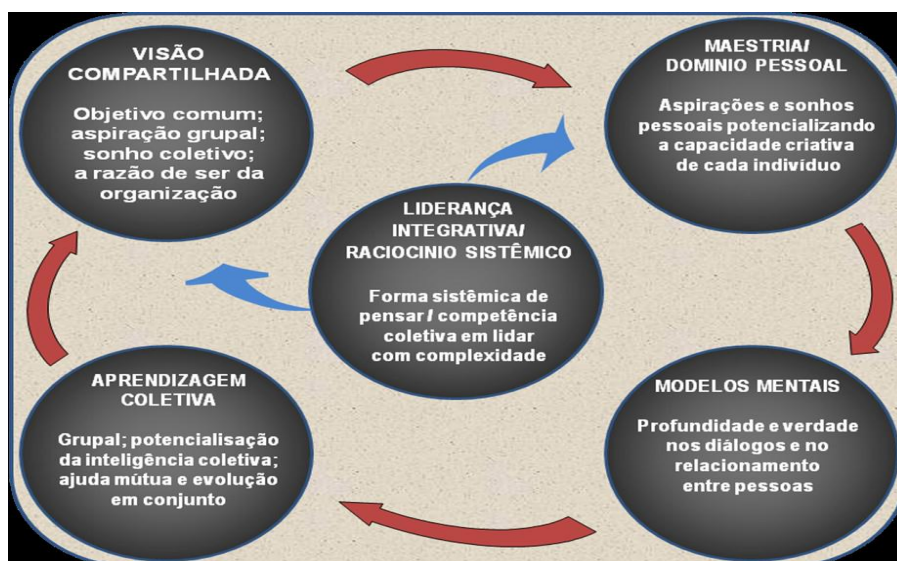 VISÃO
COMPARTILHADA
Objetivo comum;
aspiração grupal;
sonho coletivo;
a razão de ser da
organização
MAESTRIA/
DOMINIO PESSOAL
Aspirações e sonhos
pessoais potencializando
a capacidade criativa
de cada indivíduo
LIDERANÇA
INTEGRATIVA/
RACIOCINIO SISTÊMICO
Forma sistêmica de
pensar / competência
coletiva em lidar
com complexidade
APRENDIZAGEM
COLETIVA
Grupal; potencialisação
da inteligência coletiva;
ajuda mútua e evolução
em conjunto
MODELOS MENTAIS
Profundidade e verdade
nos diálogos e no
relacionamento
entre pessoas